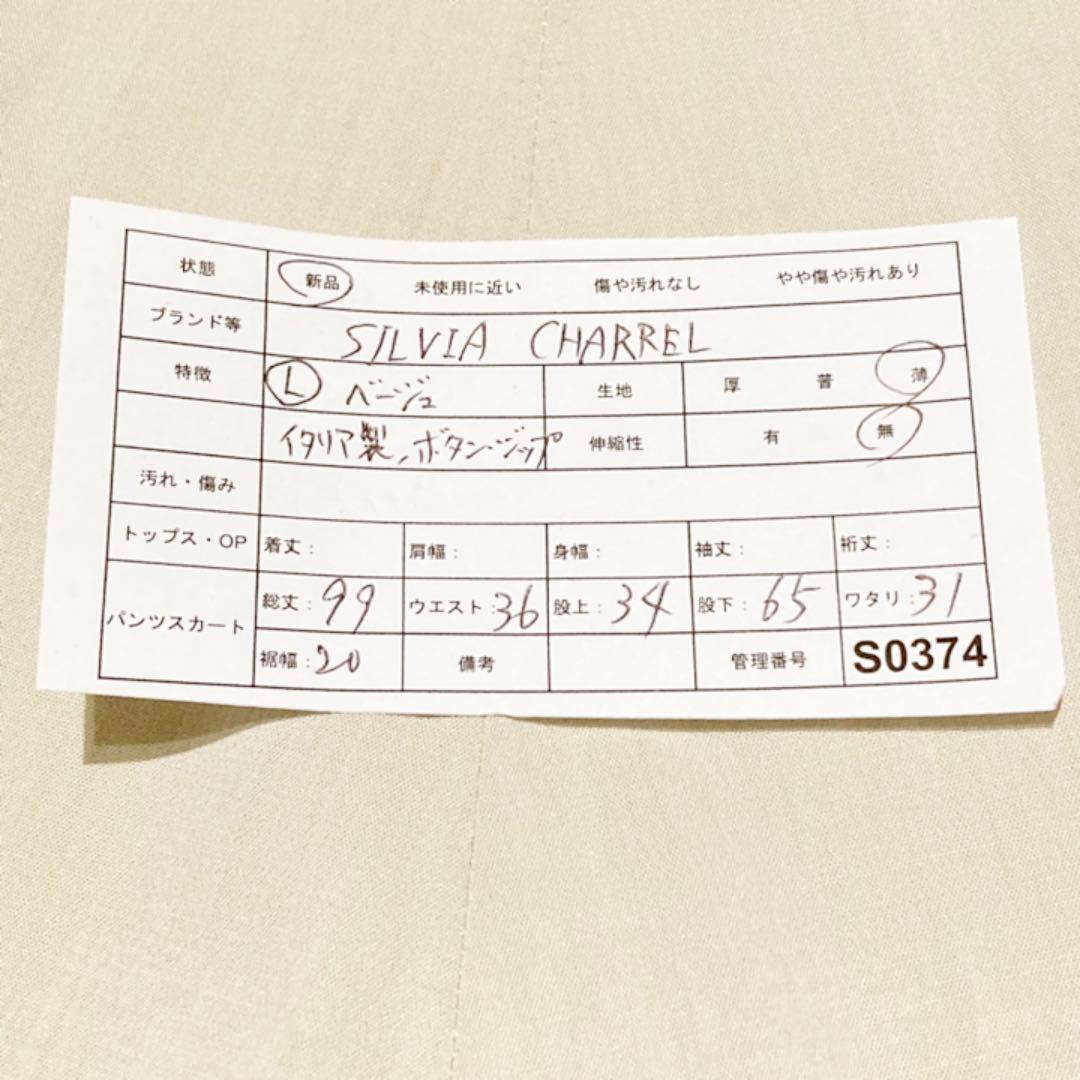 状態 新品 未使用に近い 傷や汚れなし やや傷や汚れあり
ブランド等 SILVIA CHARREL
特徴 L ベージュ 生地 厚 普 薄
イタリア製、ボタン・ジップ 伸縮性 有 無
汚れ・傷み
トップス・OP 着丈: 肩幅: 身幅: 袖丈: 裄丈:
パンツスカート 総丈:99 ウエスト:36 股上:34 股下:65 ワタリ:31
裾幅:20 備考 管理番号 S0374